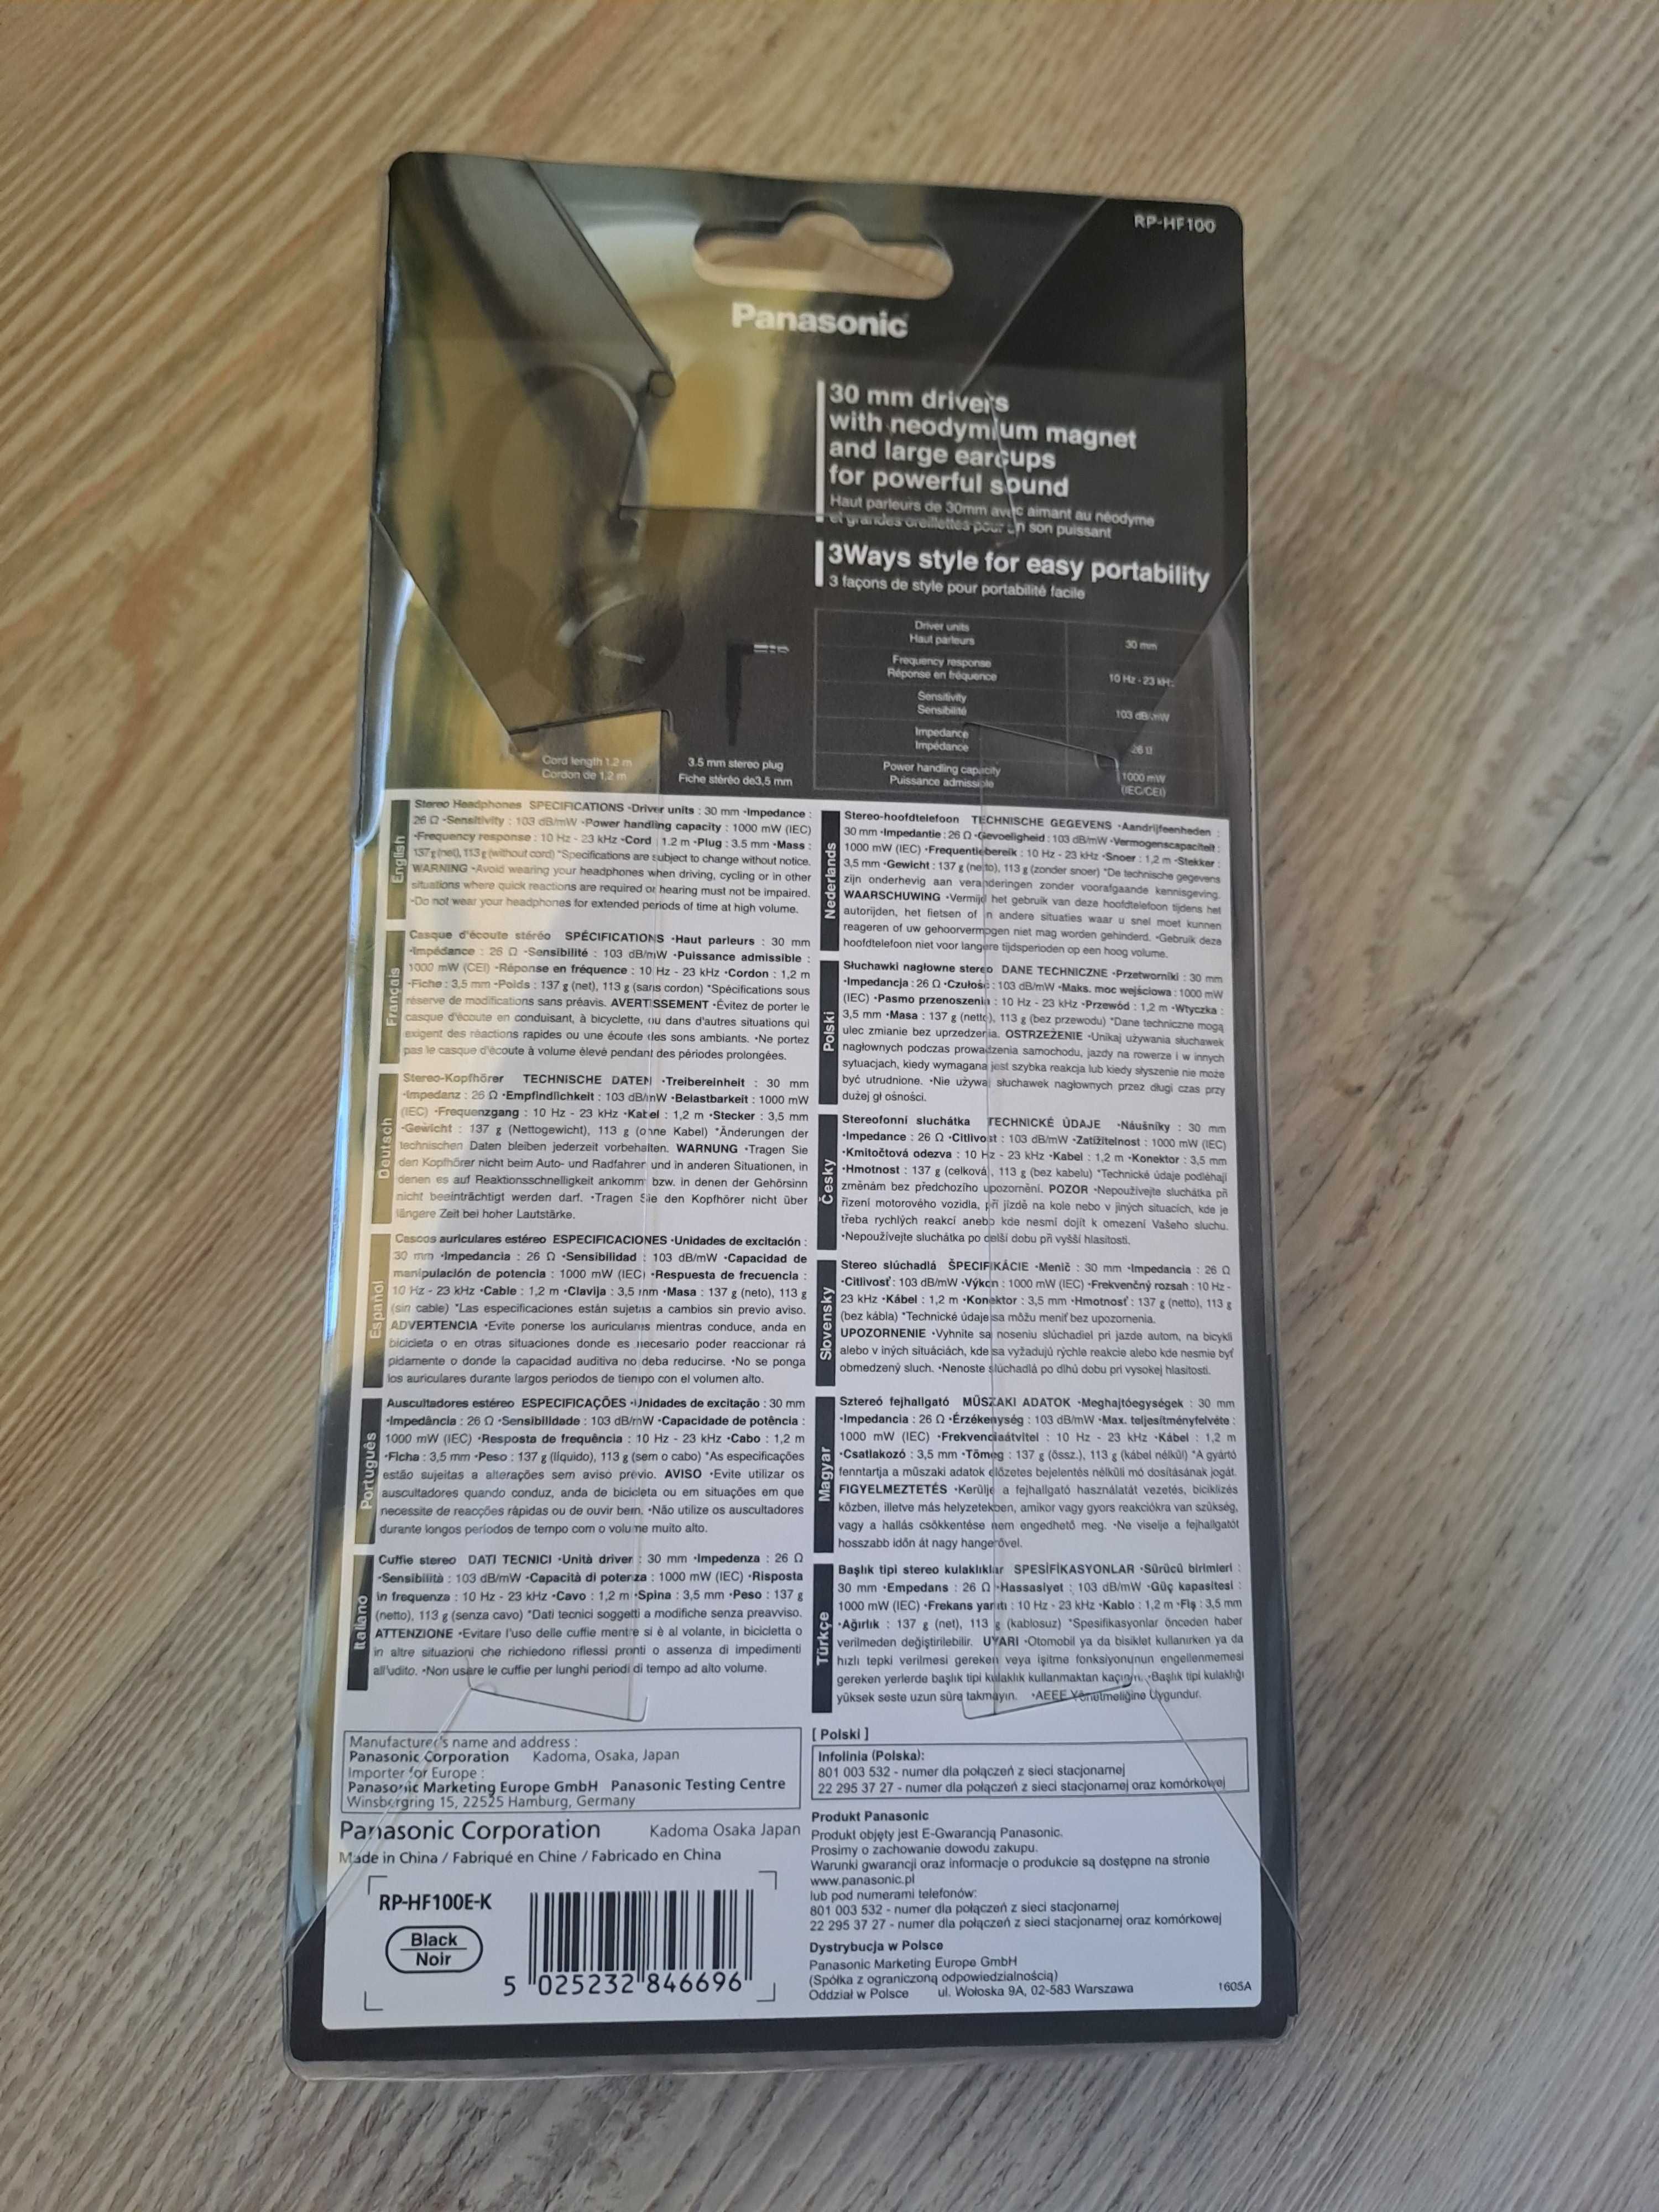 RP-HF100
Panasonic
30 mm drivers
with neodymium magnet
and large earcups
for powerful sound
Haut parleurs de 30mm avec aimant au néodyme
et grandes oreillettes pour un son puissant
3Ways style for easy portability
3 façons de style pour portabilité facile
Driver units
Haut parleurs
30 mm
Frequency response
Réponse en fréquence
10 Hz - 23 kHz
Sensitivity
Sensibilité
103 dB/mW
Impedance
Impédance
26 Ω
Power handling capacity
Puissance admissible
1000 mW
(IEC/CEI)
Panasonic
Cord length 1.2 m
Cordon de 1,2 m
3.5 mm stereo plug
Fiche stéréo de3,5 mm
English
Stereo Headphones SPECIFICATIONS •Driver units : 30 mm •Impedance :
26 Ω •Sensitivity : 103 dB/mW •Power handling capacity : 1000 mW (IEC)
•Frequency response : 10 Hz - 23 kHz •Cord : 1.2 m •Plug : 3.5 mm •Mass :
137 g (net), 113 g (without cord) *Specifications are subject to change without notice.
WARNING •Avoid wearing your headphones when driving, cycling or in other
situations where quick reactions are required or hearing must not be impaired.
•Do not wear your headphones for extended periods of time at high volume.
Français
Casque d'écoute stéréo SPÉCIFICATIONS •Haut parleurs : 30 mm
•Impédance : 26 Ω •Sensibilité : 103 dB/mW •Puissance admissible :
1000 mW (CEI) •Réponse en fréquence : 10 Hz - 23 kHz •Cordon : 1,2 m
•Fiche : 3,5 mm •Poids : 137 g (net), 113 g (sans cordon) *Spécifications sous
réserve de modifications sans préavis. AVERTISSEMENT •Évitez de porter le
casque d'écoute en conduisant, à bicyclette, ou dans d'autres situations qui
exigent des réactions rapides ou une écoute des sons ambiants. •Ne portez
pas le casque d'écoute à volume élevé pendant des périodes prolongées.
Deutsch
Stereo-Kopfhörer TECHNISCHE DATEN •Treibereinheit : 30 mm
•Impedanz : 26 Ω •Empfindlichkeit : 103 dB/mW •Belastbarkeit : 1000 mW
(IEC) •Frequenzgang : 10 Hz - 23 kHz •Kabel : 1,2 m •Stecker : 3,5 mm
•Gewicht : 137 g (Nettogewicht), 113 g (ohne Kabel) *Änderungen der
technischen Daten bleiben jederzeit vorbehalten. WARNUNG •Tragen Sie
den Kopfhörer nicht beim Auto- und Radfahren und in anderen Situationen, in
denen es auf Reaktionsschnelligkeit ankommt bzw. in denen der Gehörsinn
nicht beeinträchtigt werden darf. •Tragen Sie den Kopfhörer nicht über
längere Zeit bei hoher Lautstärke.
Español
Cascos auriculares estéreo ESPECIFICACIONES •Unidades de excitación :
30 mm •Impedancia : 26 Ω •Sensibilidad : 103 dB/mW •Capacidad de
manipulación de potencia : 1000 mW (IEC) •Respuesta de frecuencia :
10 Hz - 23 kHz •Cable : 1,2 m •Clavija : 3,5 mm •Masa : 137 g (neto), 113 g
(sin cable) *Las especificaciones están sujetas a cambios sin previo aviso.
ADVERTENCIA •Evite ponerse los auriculares mientras conduce, anda en
bicicleta o en otras situaciones donde es necesario poder reaccionar rá
pidamente o donde la capacidad auditiva no deba reducirse. •No se ponga
los auriculares durante largos periodos de tiempo con el volumen alto.
Português
Auscultadores estéreo ESPECIFICAÇÕES •Unidades de excitação : 30 mm
•Impedância : 26 Ω •Sensibilidade : 103 dB/mW •Capacidade de potência :
1000 mW (IEC) •Resposta de frequência : 10 Hz - 23 kHz •Cabo : 1,2 m
•Ficha : 3,5 mm •Peso : 137 g (líquido), 113 g (sem o cabo) *As especificações
estão sujeitas a alterações sem aviso prévio. AVISO •Evite utilizar os
auscultadores quando conduz, anda de bicicleta ou em situações em que
necessite de reacções rápidas ou de ouvir bem. •Não utilize os auscultadores
durante longos períodos de tempo com o volume muito alto.
Italiano
Cuffie stereo DATI TECNICI •Unità driver : 30 mm •Impedenza : 26 Ω
•Sensibilità : 103 dB/mW •Capacità di potenza : 1000 mW (IEC) •Risposta
in frequenza : 10 Hz - 23 kHz •Cavo : 1,2 m •Spina : 3,5 mm •Peso : 137 g
(netto), 113 g (senza cavo) *Dati tecnici soggetti a modifiche senza preavviso.
ATTENZIONE •Evitare l'uso delle cuffie mentre si è al volante, in bicicletta o
in altre situazioni che richiedono riflessi pronti o assenza di impedimenti
all'udito. •Non usare le cuffie per lunghi periodi di tempo ad alto volume.
Nederlands
Stereo-hoofdtelefoon TECHNISCHE GEGEVENS •Aandrijfeenheden :
30 mm •Impedantie : 26 Ω •Gevoeligheid : 103 dB/mW •Vermogenscapaciteit :
1000 mW (IEC) •Frequentiebereik : 10 Hz - 23 kHz •Snoer : 1,2 m •Stekker :
3,5 mm •Gewicht : 137 g (netto), 113 g (zonder snoer) *De technische gegevens
zijn onderhevig aan veranderingen zonder voorafgaande kennisgeving.
WAARSCHUWING •Vermijd het gebruik van deze hoofdtelefoon tijdens het
autorijden, het fietsen of in andere situaties waar u snel moet kunnen
reageren of uw gehoorvermogen niet mag worden gehinderd. •Gebruik deze
hoofdtelefoon niet voor langere tijdsperioden op een hoog volume.
Polski
Słuchawki nagłowne stereo DANE TECHNICZNE •Przetworniki : 30 mm
•Impedancja : 26 Ω •Czułość : 103 dB/mW •Maks. moc wejściowa : 1000 mW
(IEC) •Pasmo przenoszenia : 10 Hz - 23 kHz •Przewód : 1,2 m •Wtyczka :
3,5 mm •Masa : 137 g (netto), 113 g (bez przewodu) *Dane techniczne mogą
ulec zmianie bez uprzedzenia. OSTRZEŻENIE •Unikaj używania słuchawek
nagłownych podczas prowadzenia samochodu, jazdy na rowerze i w innych
sytuacjach, kiedy wymagana jest szybka reakcja lub kiedy słyszenie nie może
być utrudnione. •Nie używaj słuchawek nagłownych przez długi czas przy
dużej gł ośności.
Česky
Stereofonní sluchátka TECHNICKÉ ÚDAJE •Náušníky : 30 mm
•Impedance : 26 Ω •Citlivost : 103 dB/mW •Zatížitelnost : 1000 mW (IEC)
•Kmitočtová odezva : 10 Hz - 23 kHz •Kabel : 1,2 m •Konektor : 3,5 mm
•Hmotnost : 137 g (celková), 113 g (bez kabelu) *Technické údaje podléhají
změnám bez předchozího upozornění. POZOR •Nepoužívejte sluchátka při
řízení motorového vozidla, při jízdě na kole nebo v jiných situacích, kde je
třeba rychlých reakcí anebo kde nesmí dojít k omezení Vašeho sluchu.
•Nepoužívejte sluchátka po delší dobu při vyšší hlasitosti.
Slovensky
Stereo slúchadlá ŠPECIFIKÁCIE •Menič : 30 mm •Impedancia : 26 Ω
•Citlivosť : 103 dB/mW •Výkon : 1000 mW (IEC) •Frekvenčný rozsah : 10 Hz -
23 kHz •Kábel : 1,2 m •Konektor : 3,5 mm •Hmotnosť : 137 g (netto), 113 g
(bez kábla) *Technické údaje sa môžu meniť bez upozornenia.
UPOZORNENIE •Vyhnite sa noseniu slúchadiel pri jazde autom, na bicykli
alebo v iných situáciách, kde sa vyžadujú rýchle reakcie alebo kde nesmie byť
obmedzený sluch. •Nenoste slúchadlá po dlhú dobu pri vysokej hlasitosti.
Magyar
Sztereó fejhallgató MŰSZAKI ADATOK •Meghajtóegységek : 30 mm
•Impedancia : 26 Ω •Érzékenység : 103 dB/mW •Max. teljesítményfelvéte :
1000 mW (IEC) •Frekvenciaátvitel : 10 Hz - 23 kHz •Kábel : 1,2 m
•Csatlakozó : 3,5 mm •Tömeg : 137 g (össz.), 113 g (kábel nélkül) *A gyártó
fenntartja a műszaki adatok előzetes bejelentés nélküli mó dosításának jogát.
FIGYELMEZTETÉS •Kerülje a fejhallgató használatát vezetés, biciklizés
közben, illetve más helyzetekben, amikor vagy gyors reakciókra van szükség,
vagy a hallás csökkentése nem engedhető meg. •Ne viselje a fejhallgatót
hosszabb időn át nagy hangerővel.
Türkçe
Başlık tipi stereo kulaklıklar SPESİFİKASYONLAR •Sürücü birimleri :
30 mm •Empedans : 26 Ω •Hassasiyet : 103 dB/mW •Güç kapasitesi :
1000 mW (IEC) •Frekans yanıtı : 10 Hz - 23 kHz •Kablo : 1,2 m •Fiş : 3,5 mm
•Ağırlık : 137 g (net), 113 g (kablosuz) *Spesifikasyonlar önceden haber
verilmeden değiştirilebilir. UYARI •Otomobil ya da bisiklet kullanırken ya da
hızlı tepki verilmesi gereken veya işitme fonksiyonunun engellenmemesi
gereken yerlerde başlık tipi kulaklık kullanmaktan kaçının. •Başlık tipi kulaklığı
yüksek seste uzun süre takmayın. •AEEE Yönetmeliğine Uygundur.
Manufacturer's name and address :
Panasonic Corporation Kadoma, Osaka, Japan
Importer for Europe :
Panasonic Marketing Europe GmbH Panasonic Testing Centre
Winsbergring 15, 22525 Hamburg, Germany
Panasonic Corporation Kadoma Osaka Japan
Made in China / Fabriqué en Chine / Fabricado en China
RP-HF100E-K
Black
Noir
5 025232 846696
[ Polski ]
Infolinia (Polska):
801 003 532 - numer dla połączeń z sieci stacjonarnej
22 295 37 27 - numer dla połączeń z sieci stacjonarnej oraz komórkowej
Produkt Panasonic
Produkt objęty jest E-Gwarancją Panasonic.
Prosimy o zachowanie dowodu zakupu.
Warunki gwarancji oraz informacje o produkcie są dostępne na stronie
www.panasonic.pl
lub pod numerami telefonów:
801 003 532 - numer dla połączeń z sieci stacjonarnej
22 295 37 27 - numer dla połączeń z sieci stacjonarnej oraz komórkowej
Dystrybucja w Polsce
Panasonic Marketing Europe GmbH
(Spółka z ograniczoną odpowiedzialnością)
Oddział w Polsce ul. Wołoska 9A, 02-583 Warszawa
1605A